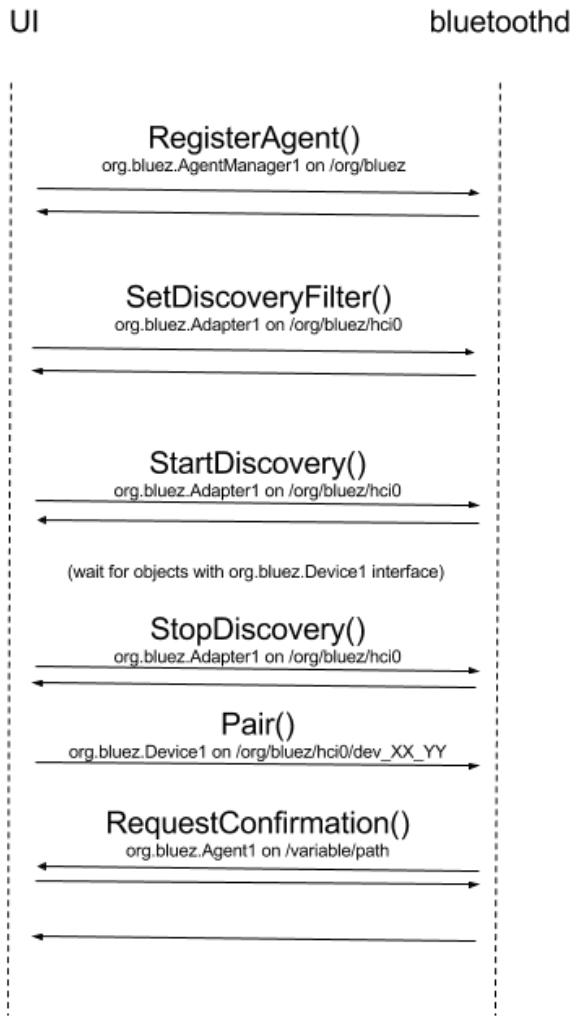 UI
bluetoothd
RegisterAgent()
org.bluez.AgentManager1 on /org/bluez
SetDiscoveryFilter()
org.bluez.Adapter1 on /org/bluez/hci0
StartDiscovery()
org.bluez.Adapter1 on /org/bluez/hci0
(wait for objects with org.bluez.Device1 interface)
StopDiscovery()
org.bluez.Adapter1 on /org/bluez/hci0
Pair()
org.bluez.Device1 on /org/bluez/hci0/dev_XX_YY
RequestConfirmation()
org.bluez.Agent1 on /variable/path